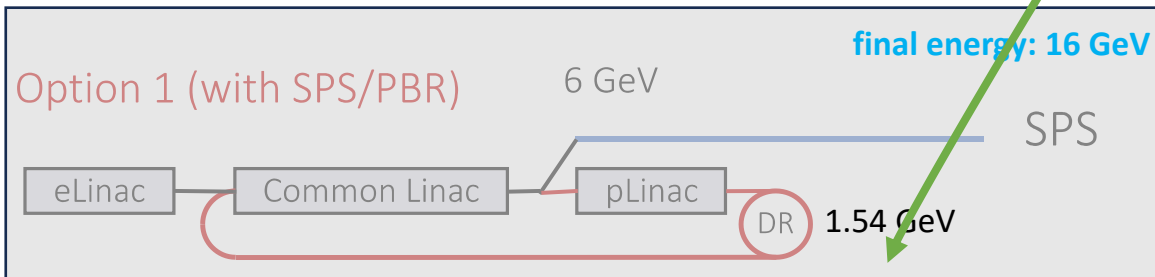 final energy: 16 GeV
Option 1 (with SPS/PBR)
6 GeV
SPS
eLinac
Common Linac
pLinac
DR
1.54 GeV